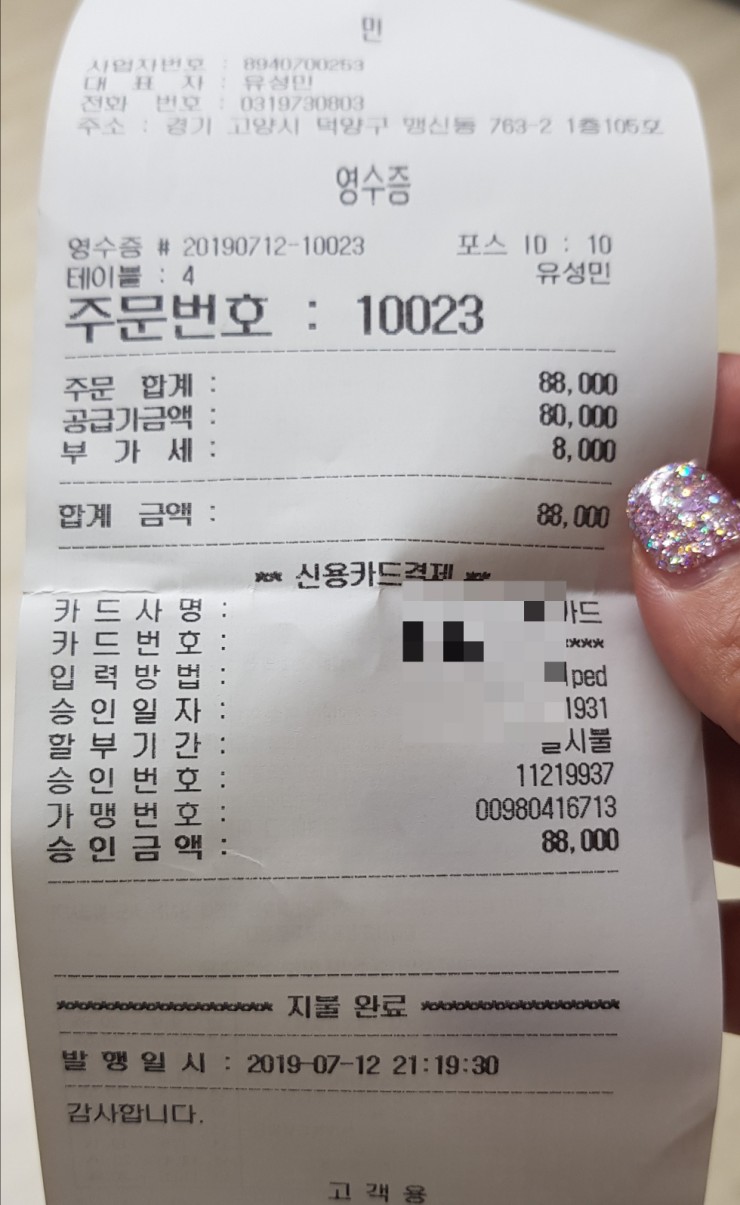 민
사업자번호 : 8940700253
대 표 자 : 유성민
전화 번호 : 0319730803
주소 : 경기 고양시 덕양구 행신동 763-2 1층105호
영수증
영수증 # 20190712-10023 포스 ID : 10
테이블 : 4 유성민
주문번호 : 10023
주문 합계 : 88,000
공급가금액 : 80,000
부 가 세 : 8,000
합계 금액 : 88,000
** 신용카드결제 **
카 드 사 명 : 카드
카 드 번 호 : ****
입 력 방 법 : ped
승 인 일 자 : 1931
할 부 기 간 : 일시불
승 인 번 호 : 11219937
가 맹 번 호 : 00980416713
승 인 금 액 : 88,000
지불 완료
발 행 일 시 : 2019-07-12 21:19:30
감사합니다.
고 객 용